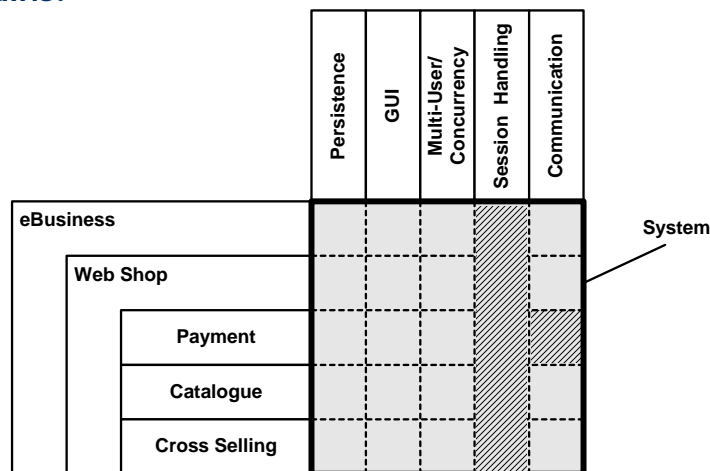 Persistence
GUI
Multi-User/
Concurrency
Session Handling
Communication
eBusiness
System
Web Shop
Payment
Catalogue
Cross Selling